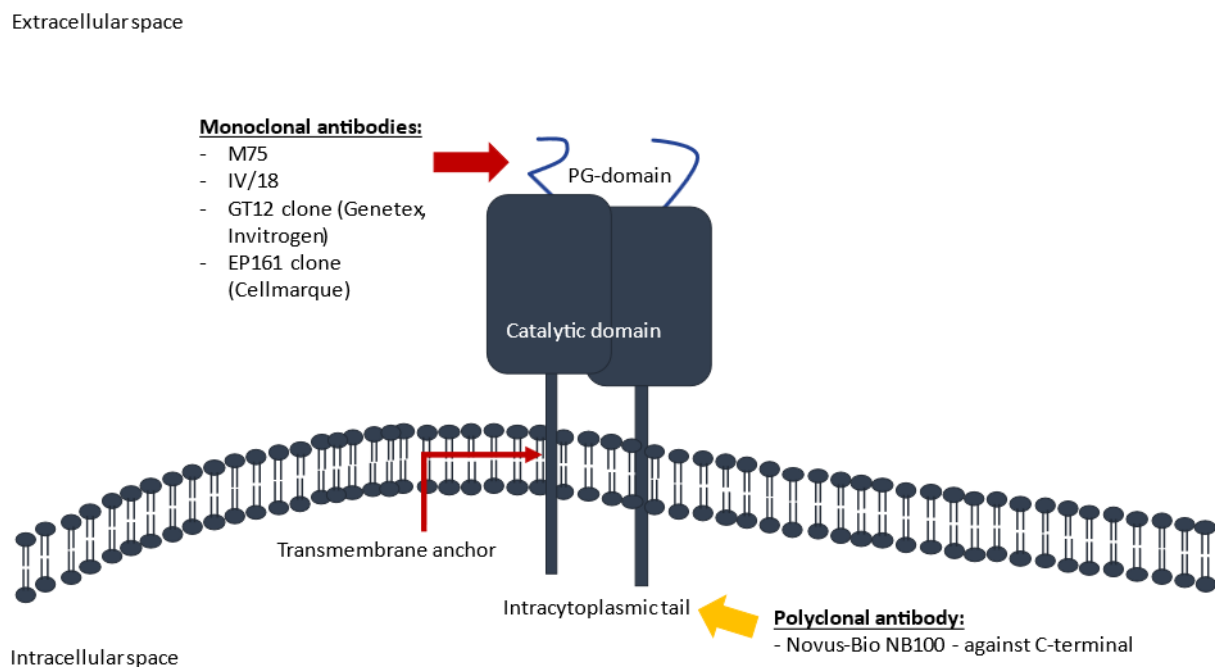 Extracellular space
Monoclonal antibodies:
- M75
- IV/18
- GT12 clone (Genetex,
Invitrogen)
- EP161 clone
(Cellmarque)
PG-domain
Catalytic domain
Transmembrane anchor
Intracytoplasmic tail
Polyclonal antibody:
- Novus-Bio NB100 - against C-terminal
Intracellular space